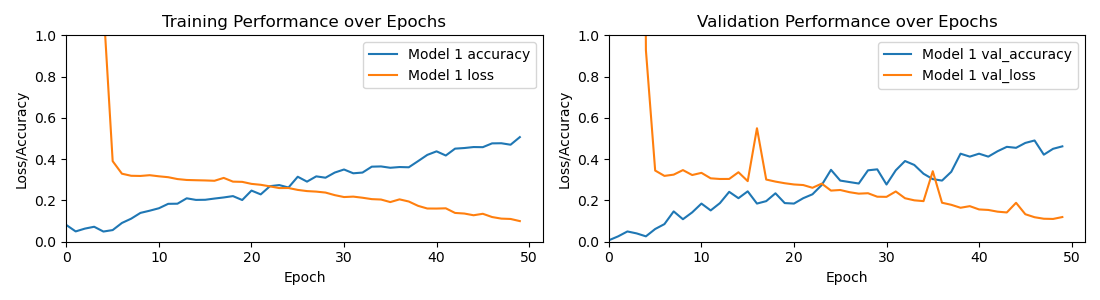 Training Performance over Epochs
1.0
0.8
0.6
0.4
0.2
0.0
Loss/Accuracy
Model 1 accuracy
Model 1 loss
0 10 20 30 40 50
Epoch
Validation Performance over Epochs
1.0
0.8
0.6
0.4
0.2
0.0
Loss/Accuracy
Model 1 val_accuracy
Model 1 val_loss
0 10 20 30 40 50
Epoch